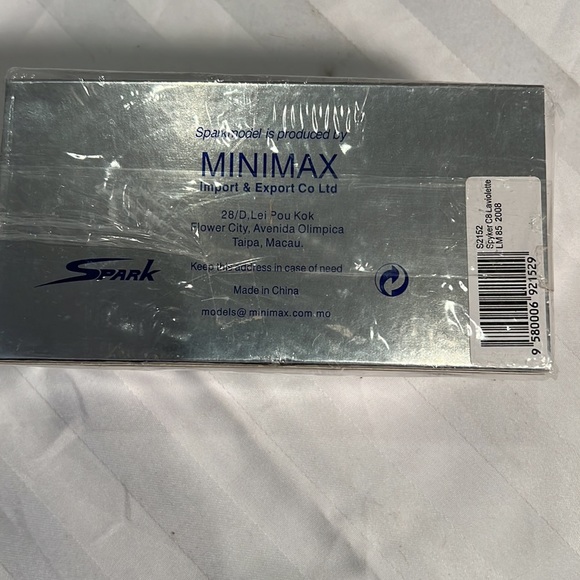 Sparkmodel is produced by
MINIMAX
Import & Export Co Ltd
28/D,Lei Pou Kok
Flower City, Avenida Olimpica
Taipa, Macau.
Keep this address in case of need
Made in China
models@minimax.com.mo
SPARK
S2152
Spyker C8 Laviolette
LM 85 2008
9 580006 921529